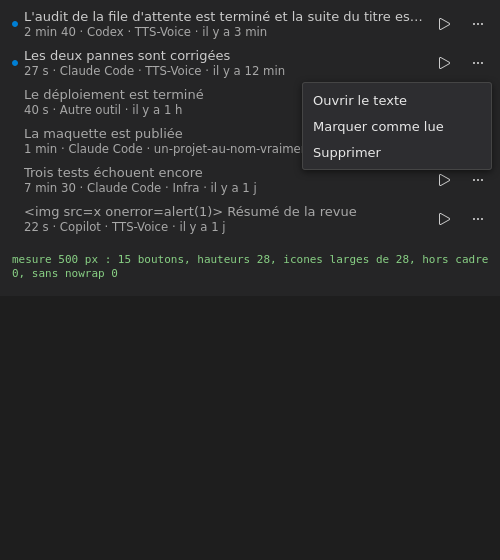 L'audit de la file d'attente est terminé et la suite du titre es...
2 min 40 · Codex · TTS-Voice · il y a 3 min
Les deux pannes sont corrigées
27 s · Claude Code · TTS-Voice · il y a 12 min
Le déploiement est terminé
40 s · Autre outil · il y a 1 h
Ouvrir le texte
Marquer comme lue
Supprimer
La maquette est publiée
1 min · Claude Code · un-projet-au-nom-vraime
Trois tests échouent encore
7 min 30 · Claude Code · Infra · il y a 1 j
<img src=x onerror=alert(1)> Résumé de la revue
22 s · Copilot · TTS-Voice · il y a 1 j
mesure 500 px : 15 boutons, hauteurs 28, icones larges de 28, hors cadre
0, sans nowrap 0